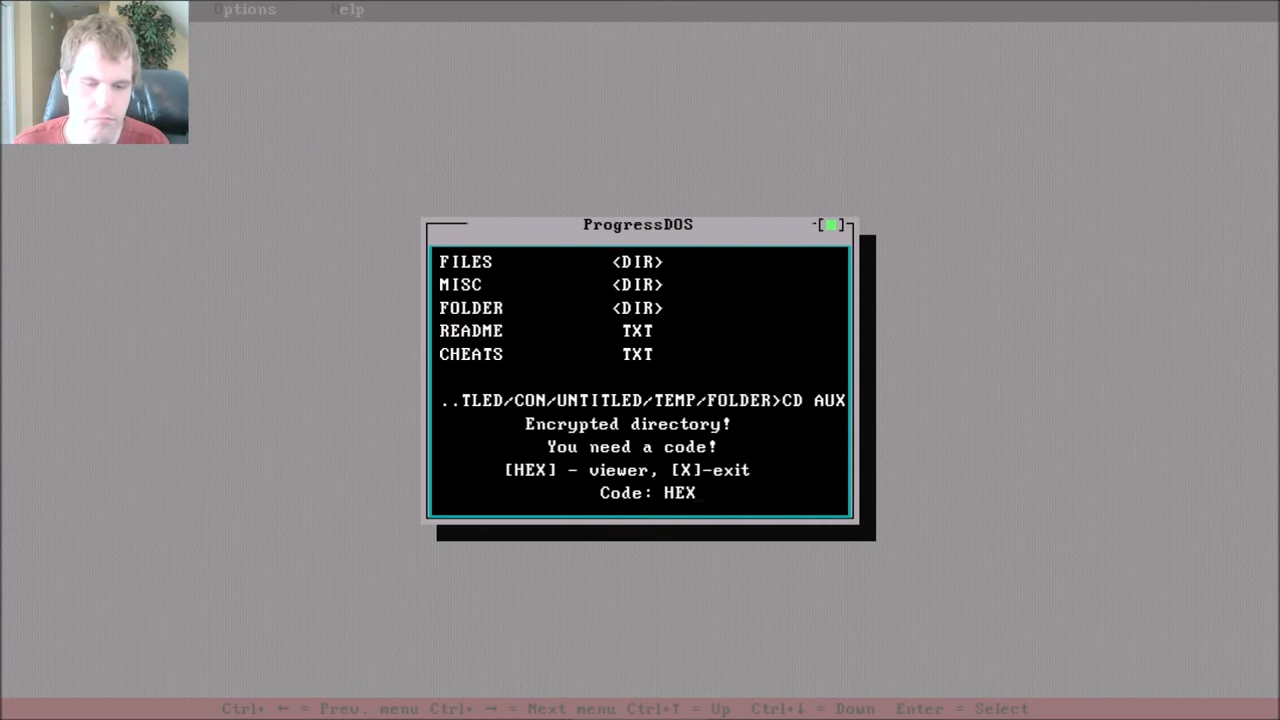 Options Help
ProgressDOS
FILES <DIR>
MISC <DIR>
FOLDER <DIR>
README TXT
CHEATS TXT
..TLED/CON/UNTITLED/TEMP/FOLDER>CD AUX
Encrypted directory!
You need a code!
[HEX] - viewer, [X]-exit
Code: HEX
Ctrl+ ← = Prev. menu Ctrl+ → = Next menu Ctrl+↑ = Up Ctrl+↓ = Down Enter = Select